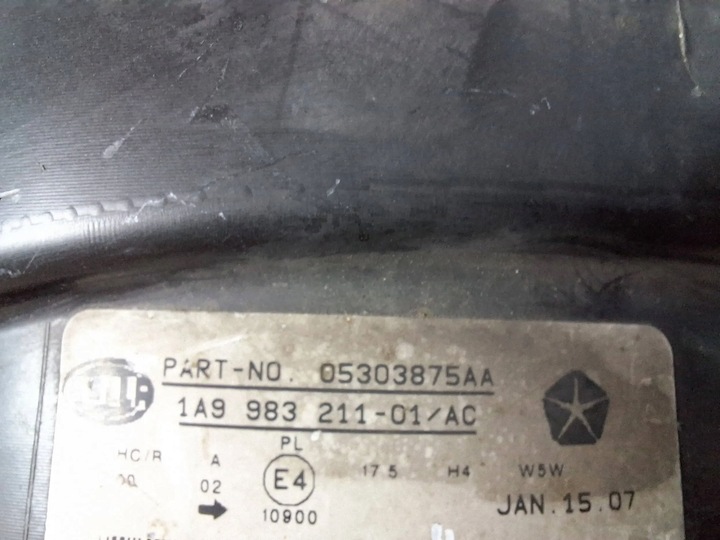 PART-NO. 05303875AA
HELLA
1A9 983 211-01/AC
PL
HC/R A E4 17.5 H4 W5W
02 JAN.15.07
10900